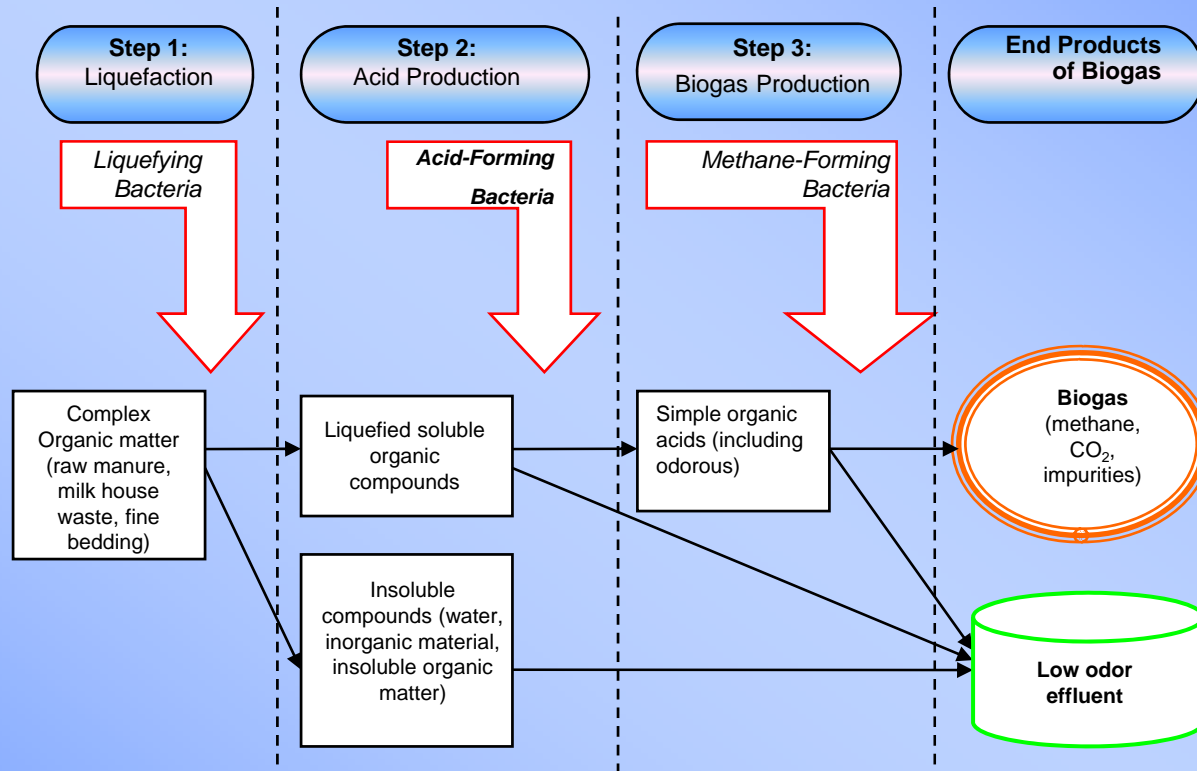 Step 1:
Liquefaction
Step 2:
Acid Production
Step 3:
Biogas Production
End Products
of Biogas
Liquefying
Bacteria
Acid-Forming
Bacteria
Methane-Forming
Bacteria
Complex
Organic matter
(raw manure,
milk house
waste, fine
bedding)
Liquefied soluble
organic
compounds
Simple organic
acids (including
odorous)
Biogas
(methane,
CO₂,
impurities)
Insoluble
compounds (water,
inorganic material,
insoluble organic
matter)
Low odor
effluent